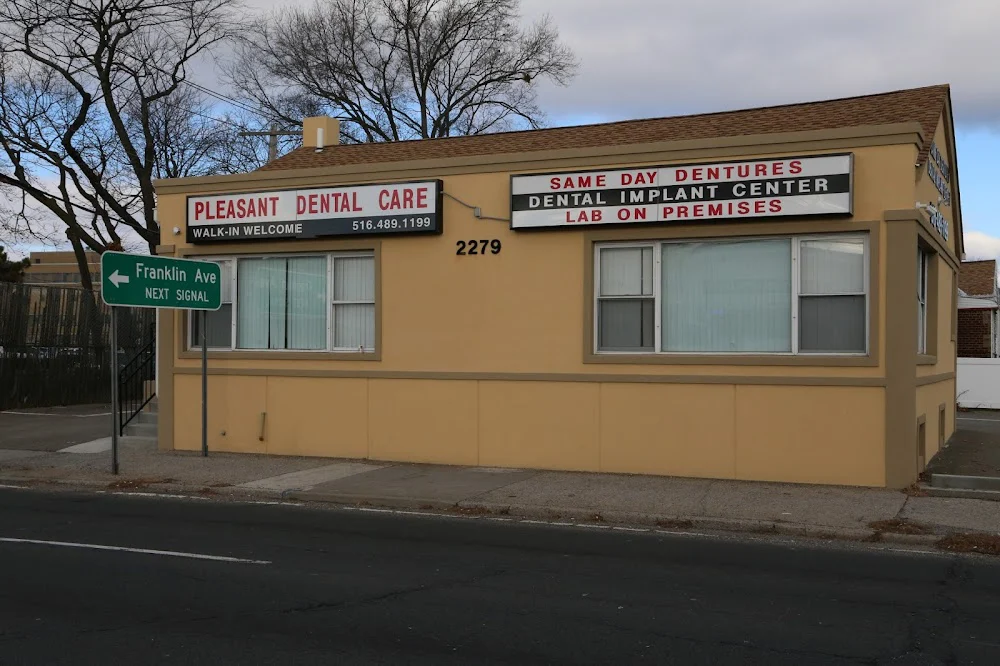 PLEASANT DENTAL CARE
WALK-IN WELCOME 516.489.1199
SAME DAY DENTURES
DENTAL IMPLANT CENTER
LAB ON PREMISES
2279
Franklin Ave
NEXT SIGNAL